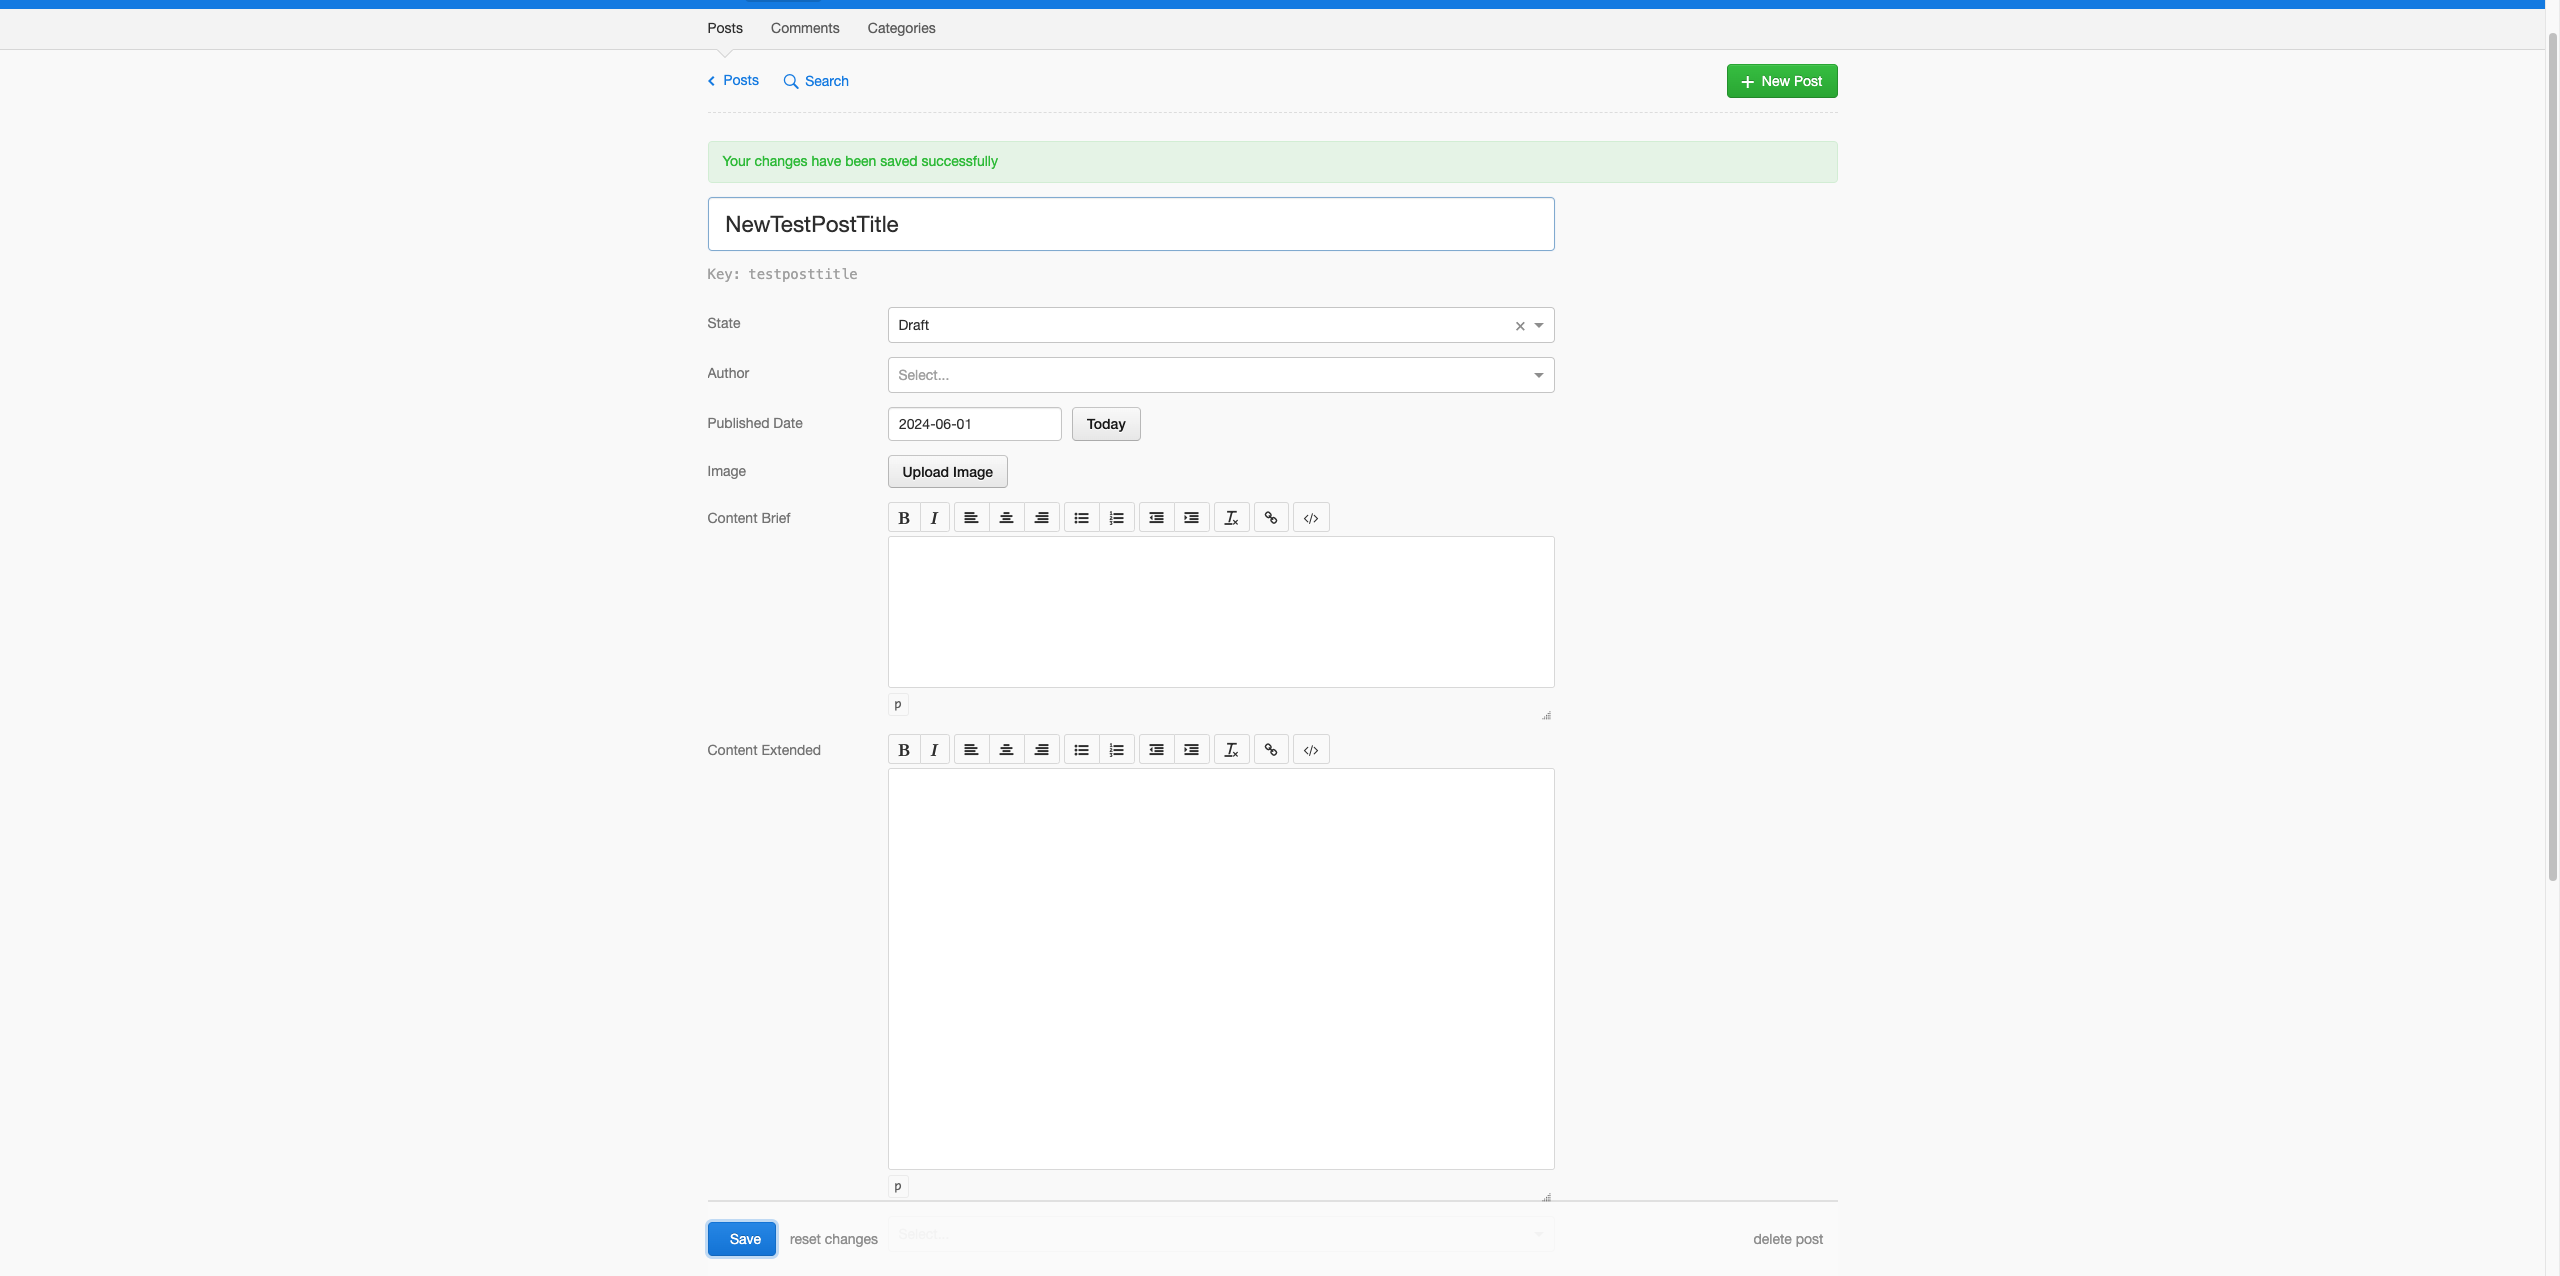 Posts Comments Categories
Posts Search New Post
Your changes have been saved successfully
NewTestPostTitle
Key: testposttitle
State Draft
Author Select...
Published Date 2024-06-01 Today
Image Upload Image
Content Brief
p
Content Extended
p
Select...
Save reset changes delete post